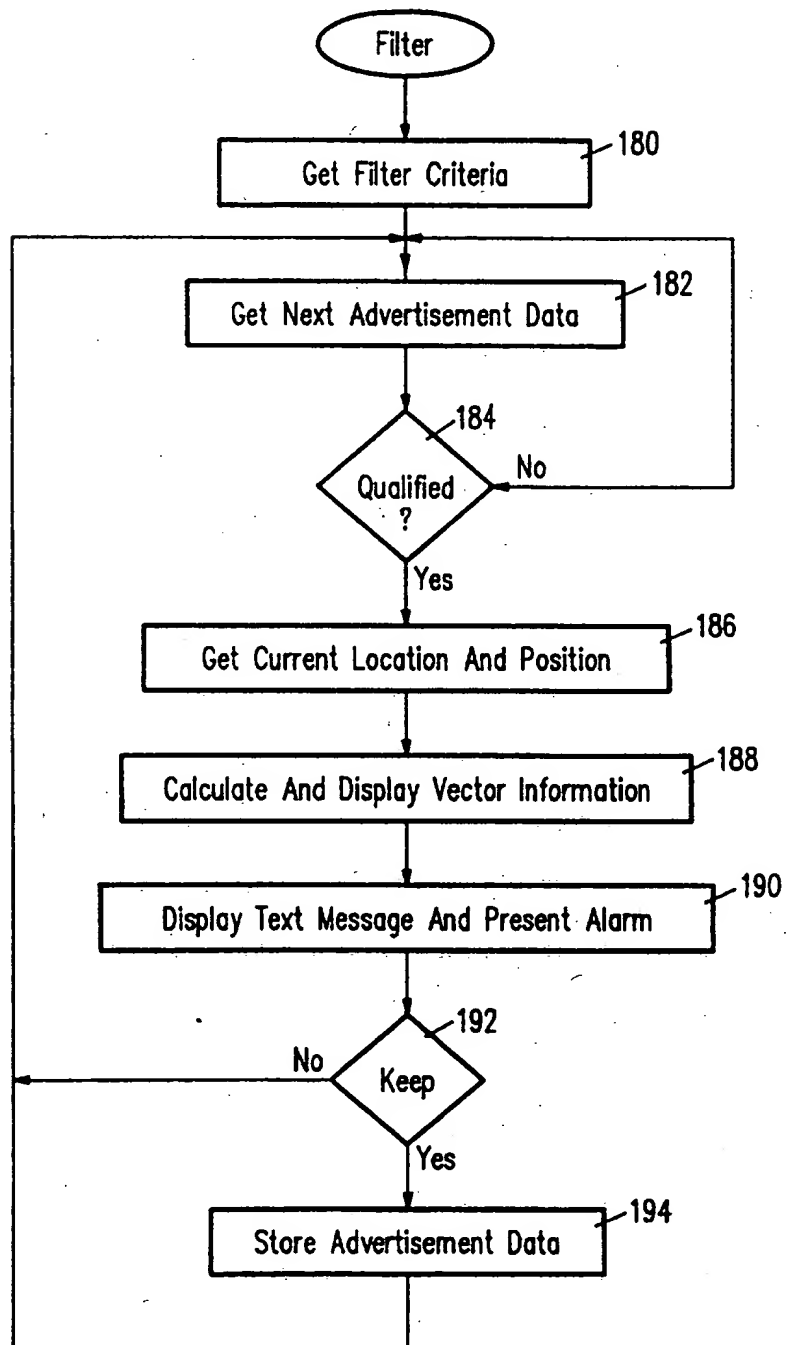 Filter
180
Get Filter Criteria
182
Get Next Advertisement Data
184
No
Qualified
?
Yes
186
Get Current Location And Position
188
Calculate And Display Vector Information
190
Display Text Message And Present Alarm
192
No
Keep
Yes
194
Store Advertisement Data